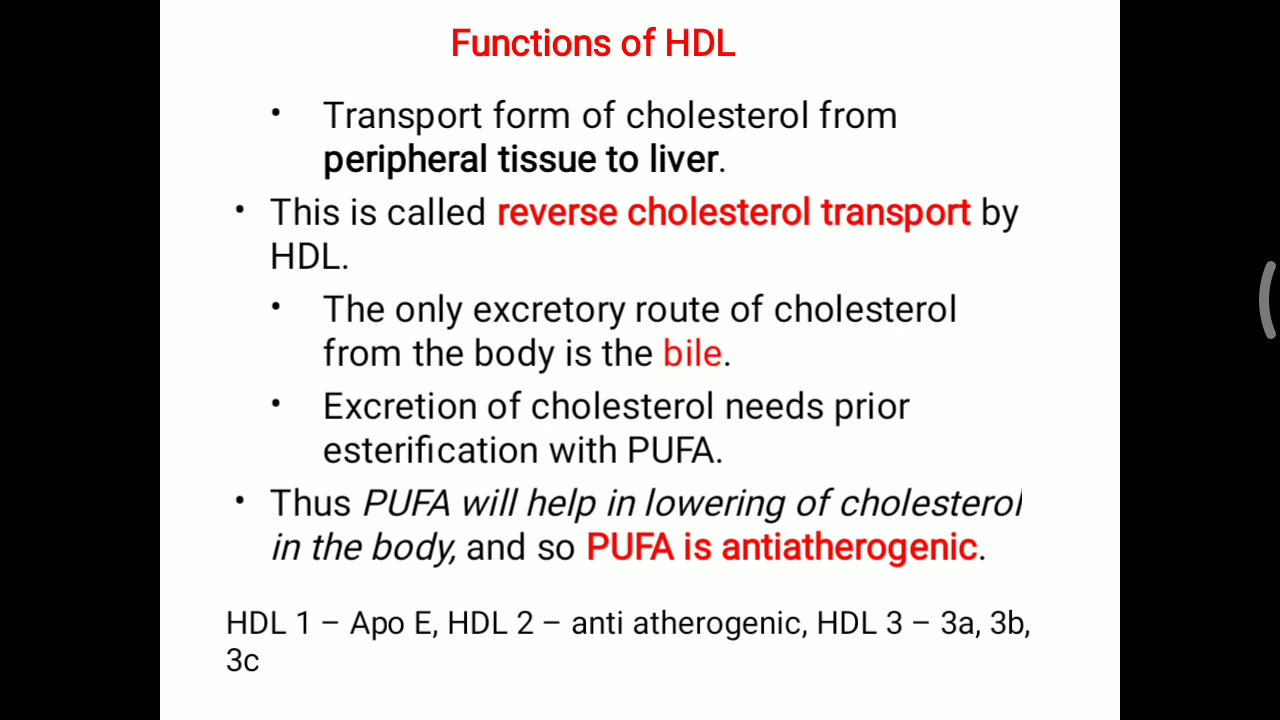 Functions of HDL
• Transport form of cholesterol from
peripheral tissue to liver.
• This is called reverse cholesterol transport by
HDL.
• The only excretory route of cholesterol
from the body is the bile.
• Excretion of cholesterol needs prior
esterification with PUFA.
• Thus PUFA will help in lowering of cholesterol
in the body, and so PUFA is antiatherogenic.
HDL 1 – Apo E, HDL 2 – anti atherogenic, HDL 3 – 3a, 3b,
3c